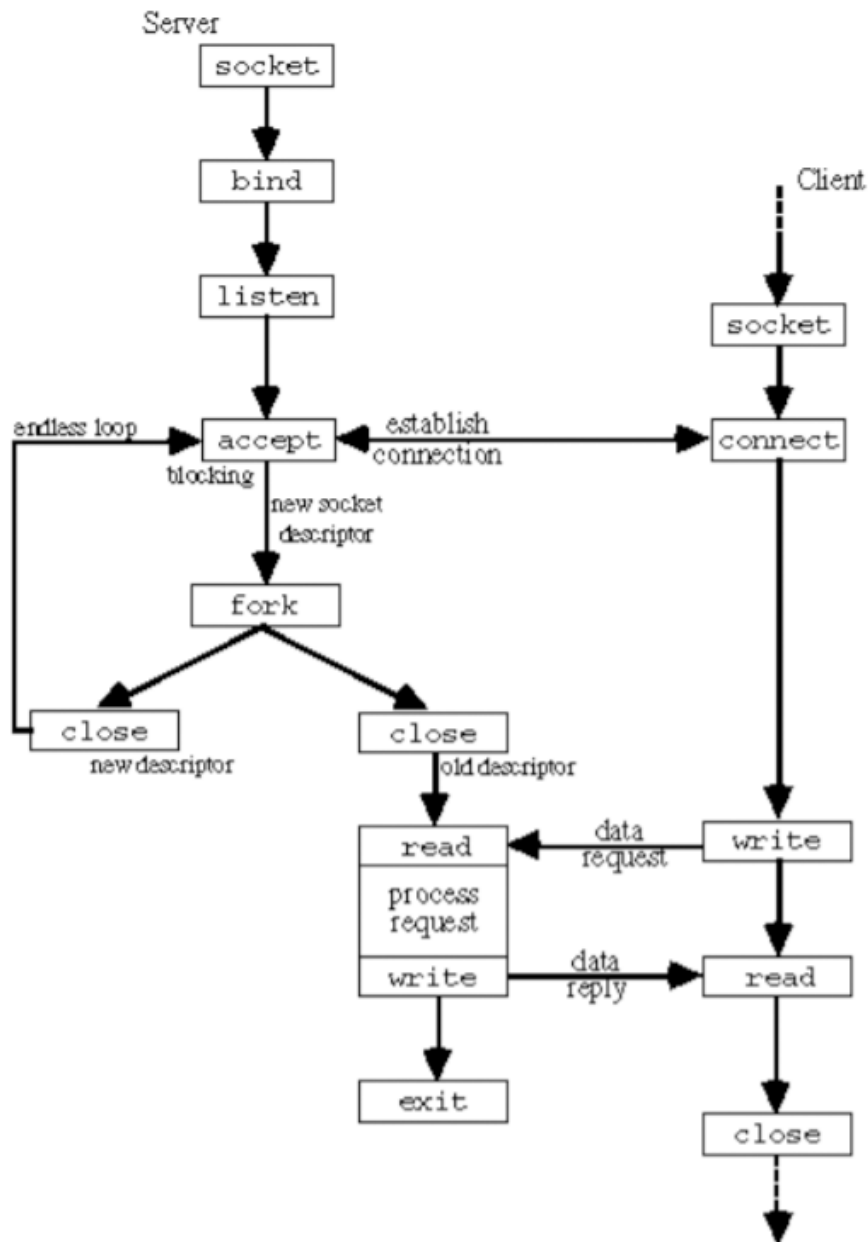 Server
socket
bind
Client
listen
socket
endless loop
accept
establish
connection
connect
blocking
new socket
descriptor
fork
close
new descriptor
close
old descriptor
read
data
request
write
process
request
write
data
reply
read
exit
close